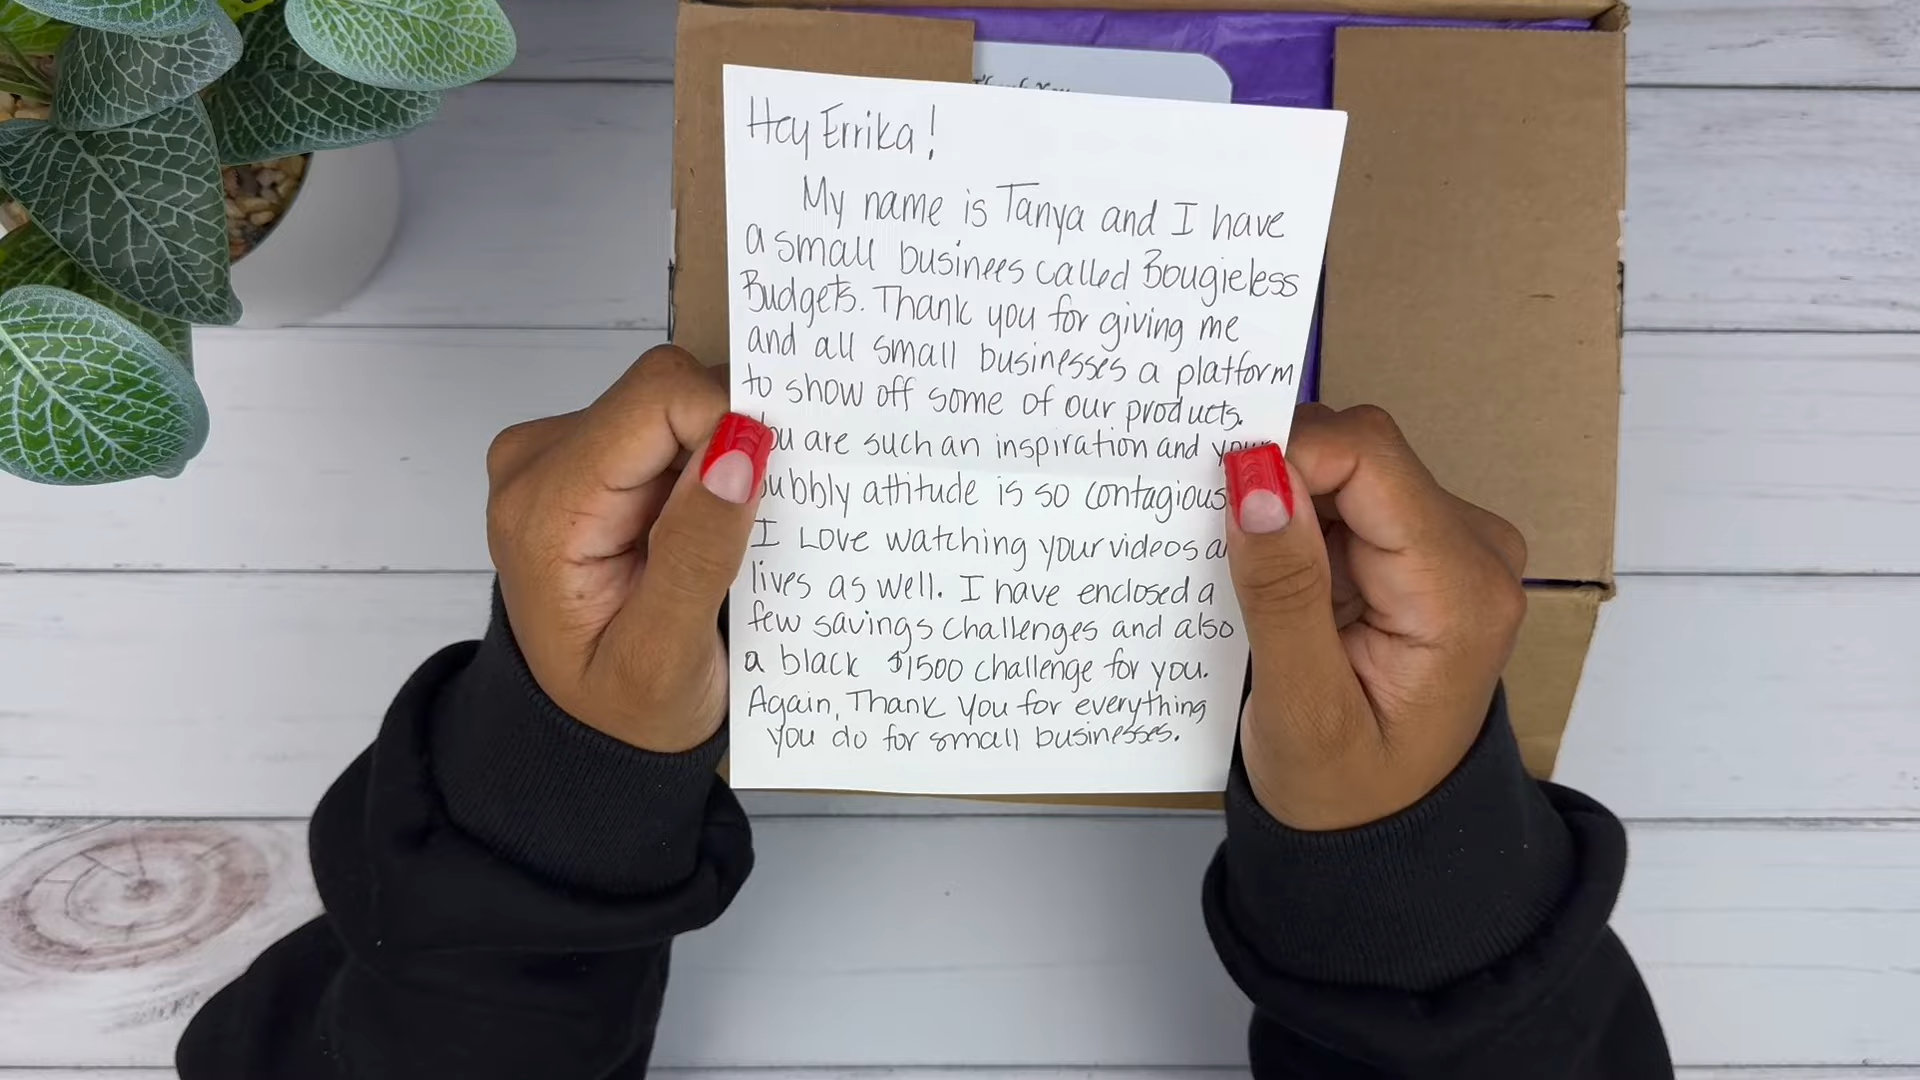 Thank You
Hey Errika!
My name is Tanya and I have
a small businees called Bougieless
Budgets. Thank you for giving me
and all small businesses a platform
to show off some of our products.
are such an inspiration and
bubbly attitude is so contagious
I Love watching your videos
lives as well. I have enclosed a
few savings challenges and also
a black $1500 challenge for you.
Again, Thank You for everything
you do for small businesses.